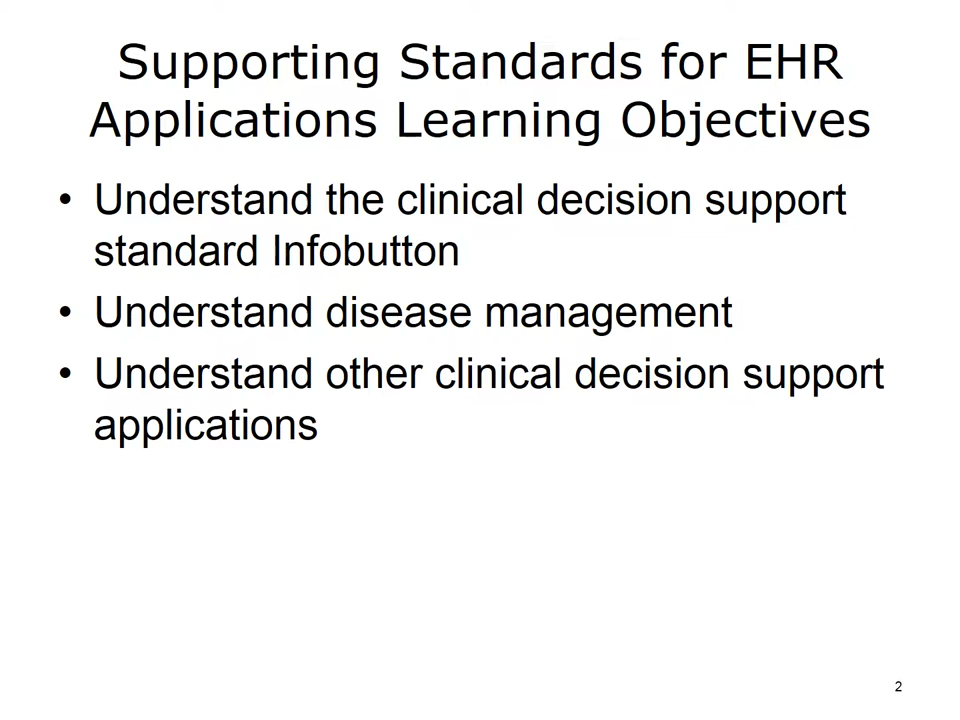 Supporting Standards for EHR
Applications Learning Objectives
• Understand the clinical decision support
standard Infobutton
• Understand disease management
• Understand other clinical decision support
applications
2